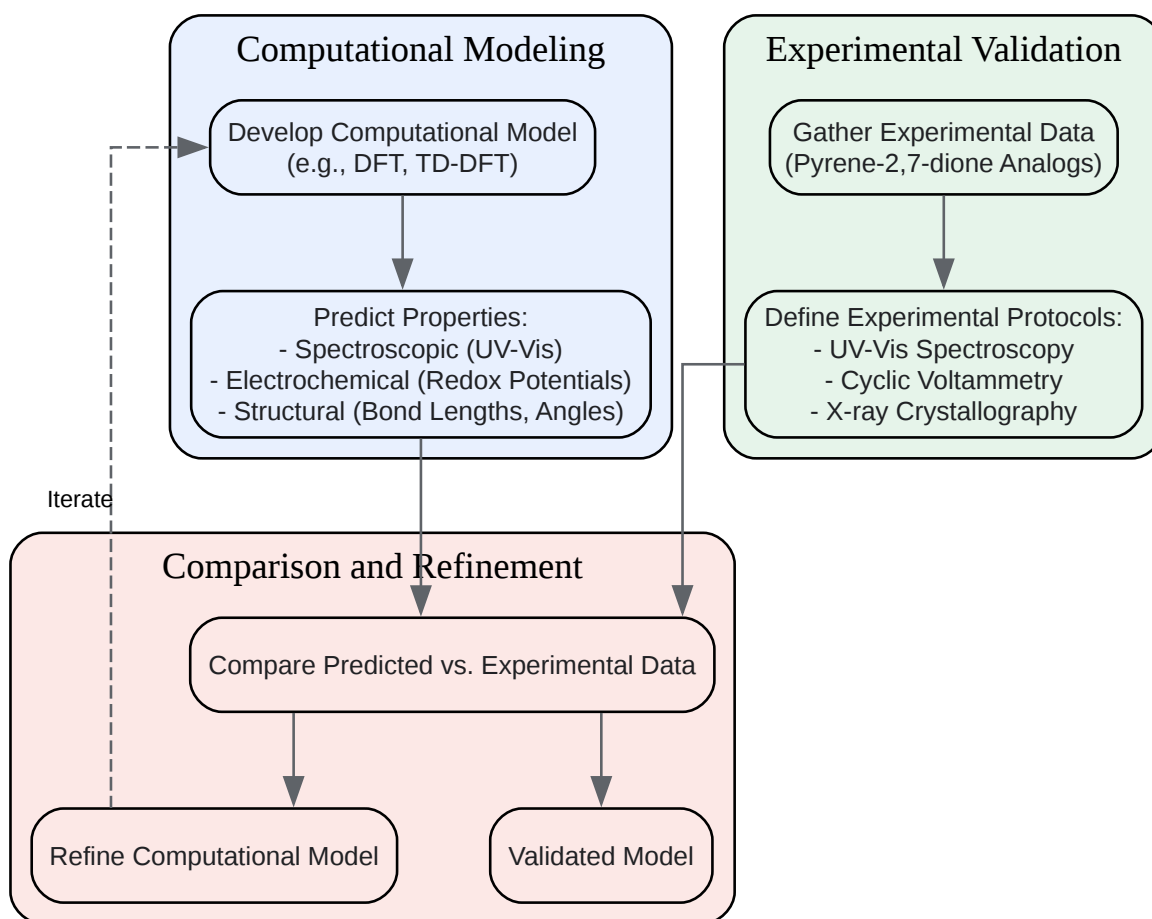 Computational Modeling
Develop Computational Model
(e.g., DFT, TD-DFT)
Predict Properties:
- Spectroscopic (UV-Vis)
- Electrochemical (Redox Potentials)
- Structural (Bond Lengths, Angles)
Experimental Validation
Gather Experimental Data
(Pyrene-2,7-dione Analogs)
Define Experimental Protocols:
- UV-Vis Spectroscopy
- Cyclic Voltammetry
- X-ray Crystallography
Iterate
Comparison and Refinement
Compare Predicted vs. Experimental Data
Refine Computational Model
Validated Model